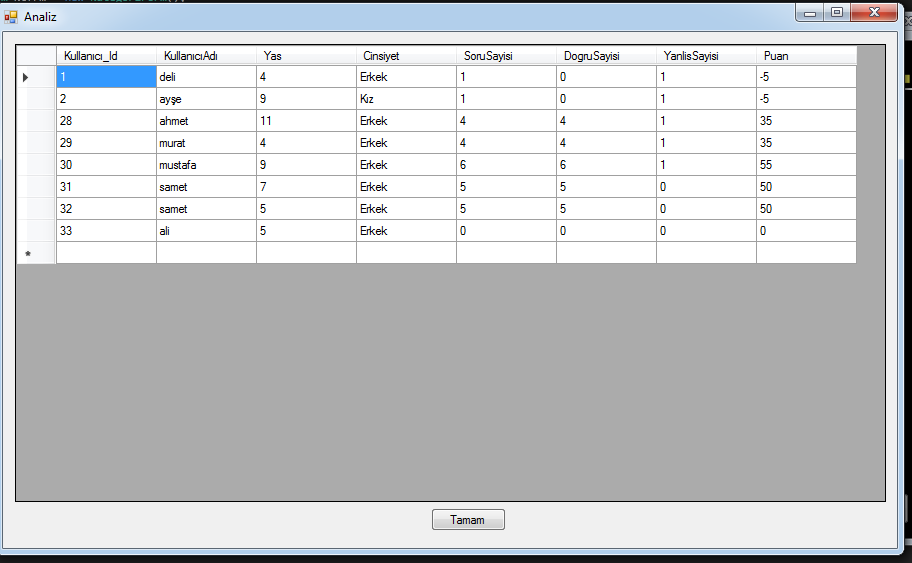 Analiz
Kullanıcı_Id KullanıcıAdı Yas Cinsiyet SoruSayisi DogruSayisi YanlisSayisi Puan
1 deli 4 Erkek 1 0 1 -5
2 ayşe 9 Kız 1 0 1 -5
28 ahmet 11 Erkek 4 4 1 35
29 murat 4 Erkek 4 4 1 35
30 mustafa 9 Erkek 6 6 1 55
31 samet 7 Erkek 5 5 0 50
32 samet 5 Erkek 5 5 0 50
33 ali 5 Erkek 0 0 0 0
Tamam